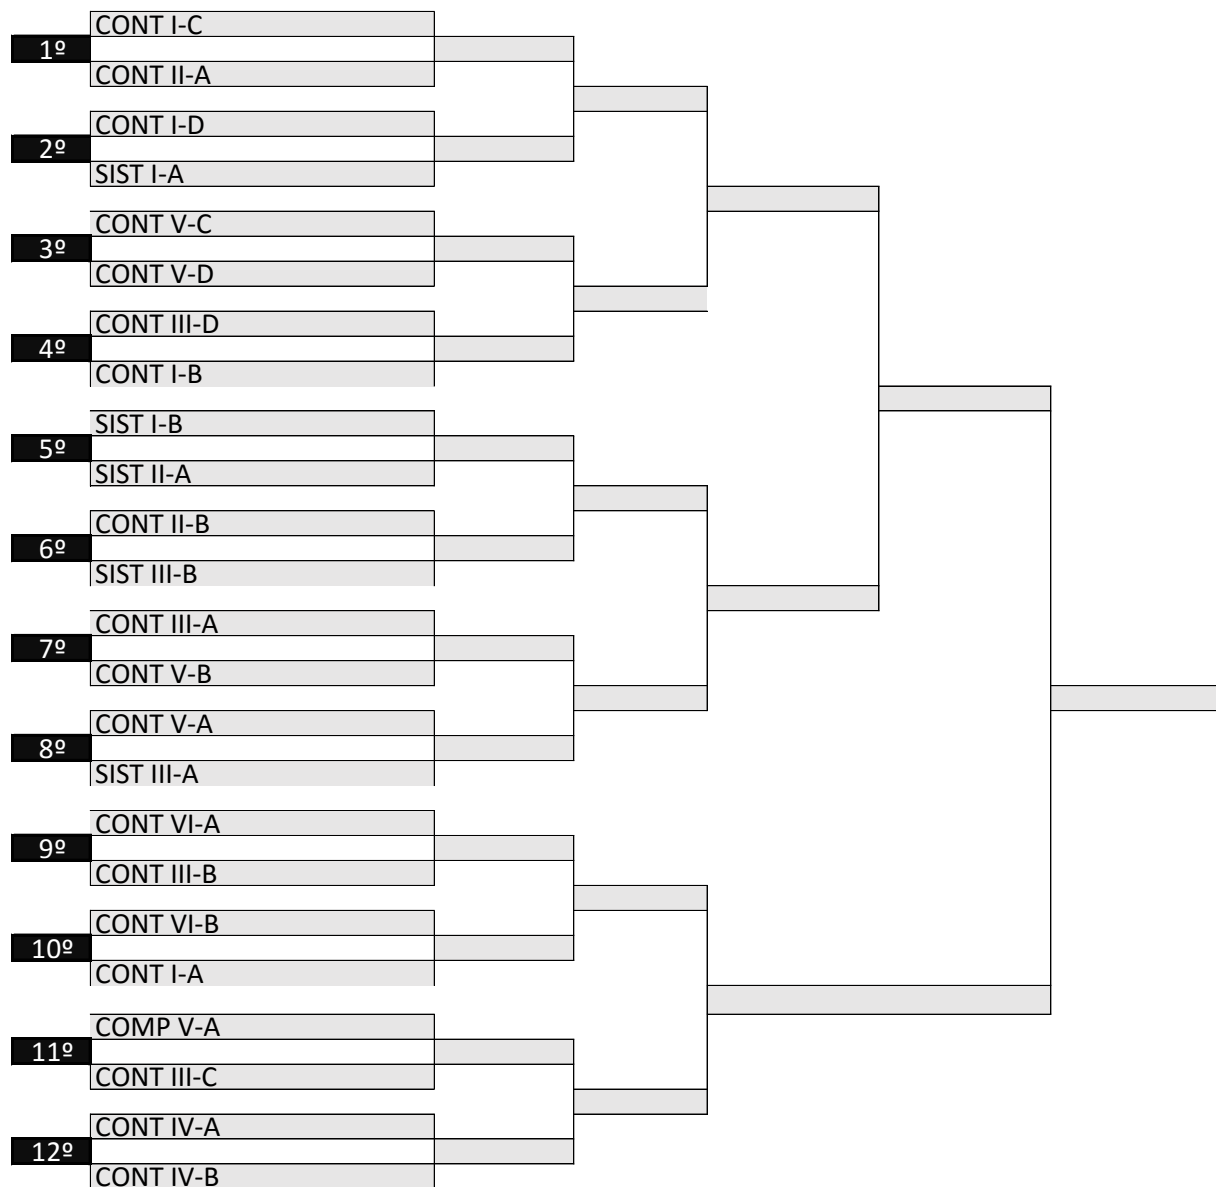 CONT I-C
1º
CONT II-A
CONT I-D
2º
SIST I-A
CONT V-C
3º
CONT V-D
CONT III-D
4º
CONT I-B
SIST I-B
5º
SIST II-A
CONT II-B
6º
SIST III-B
CONT III-A
7º
CONT V-B
CONT V-A
8º
SIST III-A
CONT VI-A
9º
CONT III-B
CONT VI-B
10º
CONT I-A
COMP V-A
11º
CONT III-C
CONT IV-A
12º
CONT IV-B